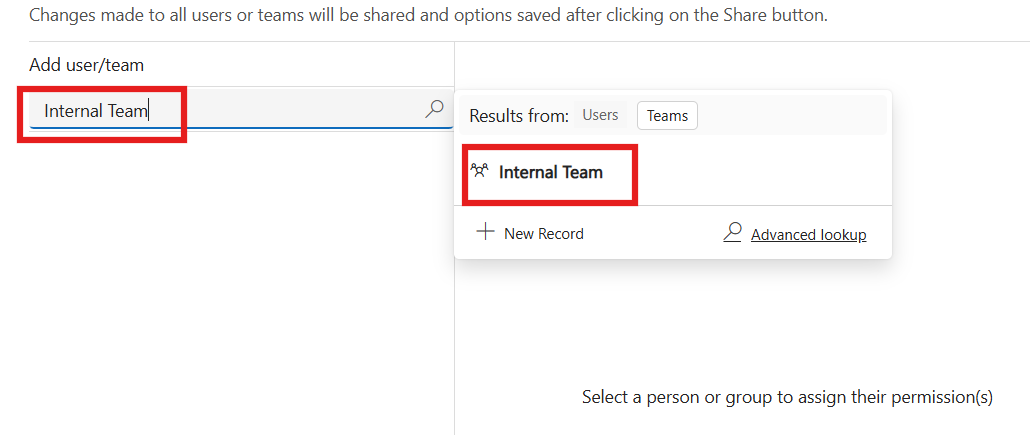 Changes made to all users or teams will be shared and options saved after clicking on the Share button.
Add user/team
Internal Team
Results from: Users Teams
Internal Team
New Record Advanced lookup
Select a person or group to assign their permission(s)